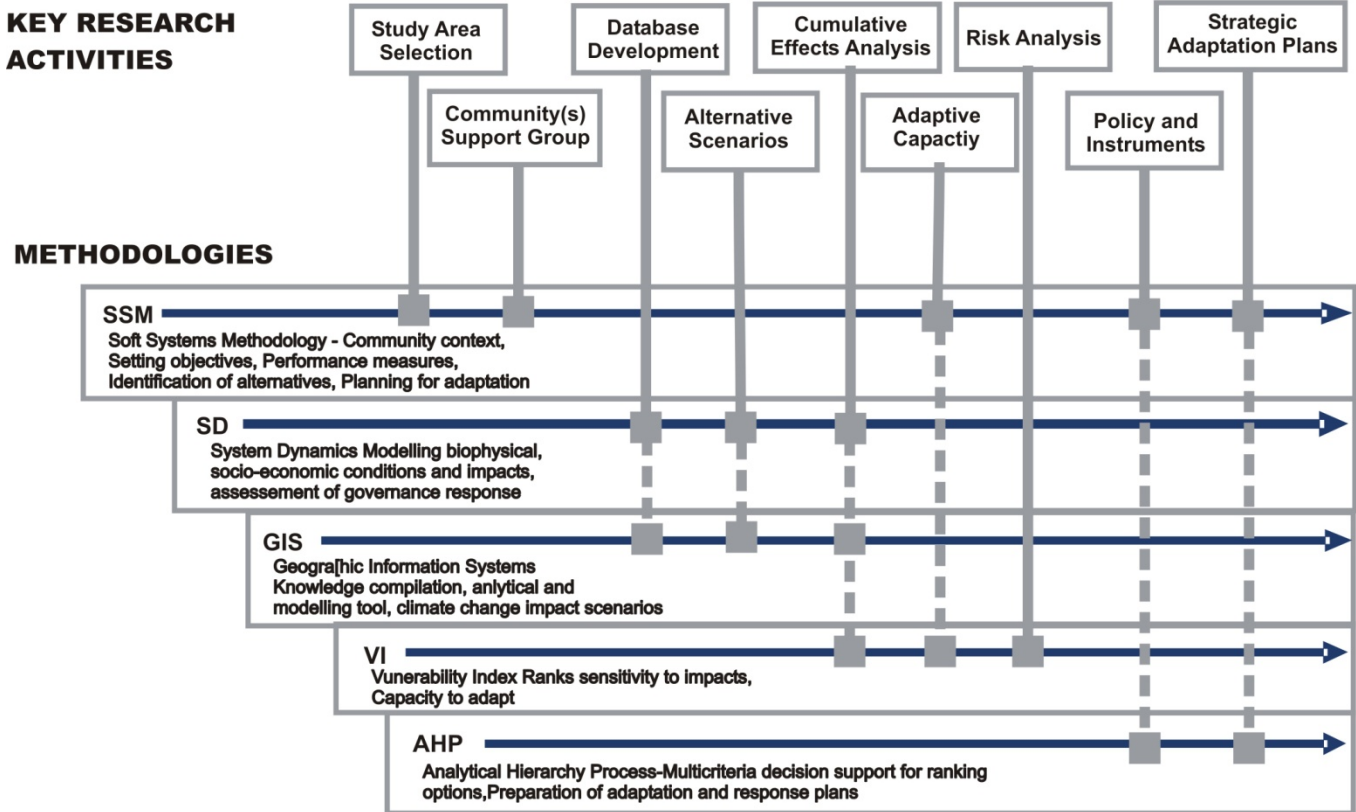 KEY RESEARCH
ACTIVITIES
Study Area
Selection
Database
Development
Cumulative
Effects Analysis
Risk Analysis
Strategic
Adaptation Plans
Community(s)
Support Group
Alternative
Scenarios
Adaptive
Capactiy
Policy and
Instruments
METHODOLOGIES
SSM
Soft Systems Methodology - Community context,
Setting objectives, Performance measures,
Identification of alternatives, Planning for adaptation
SD
System Dynamics Modelling biophysical,
socio-economic conditions and impacts,
assessement of governance response
GIS
Geogra[hic Information Systems
Knowledge compilation, anlytical and
modelling tool, climate change impact scenarios
VI
Vunerability Index Ranks sensitivity to impacts,
Capacity to adapt
AHP
Analytical Hierarchy Process-Multicriteria decision support for ranking
options,Preparation of adaptation and response plans